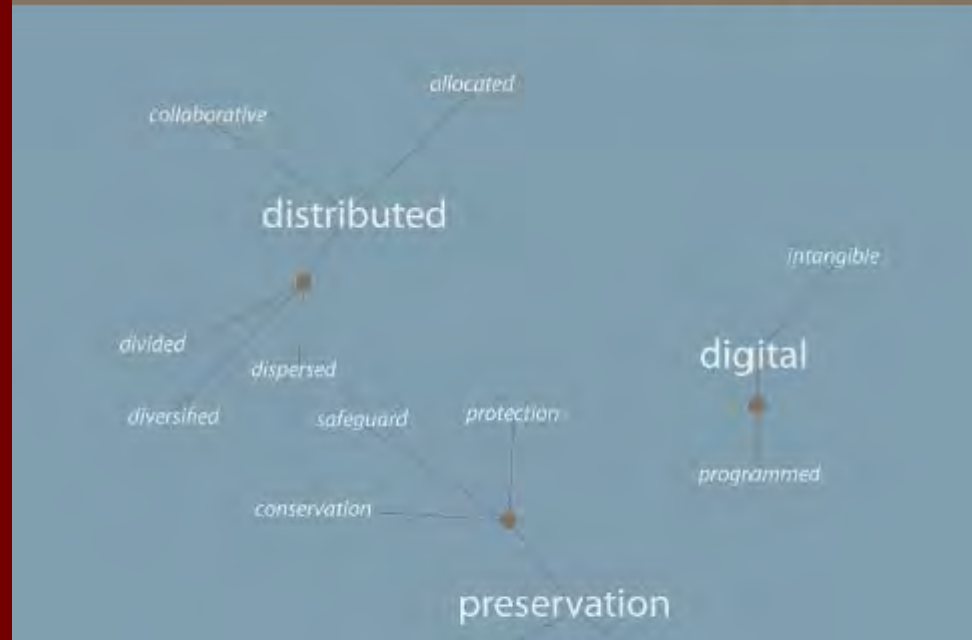 allocated
collaborative
distributed
intangible
divided
digital
dispersed
diversified
safeguard
protection
programmed
conservation
preservation